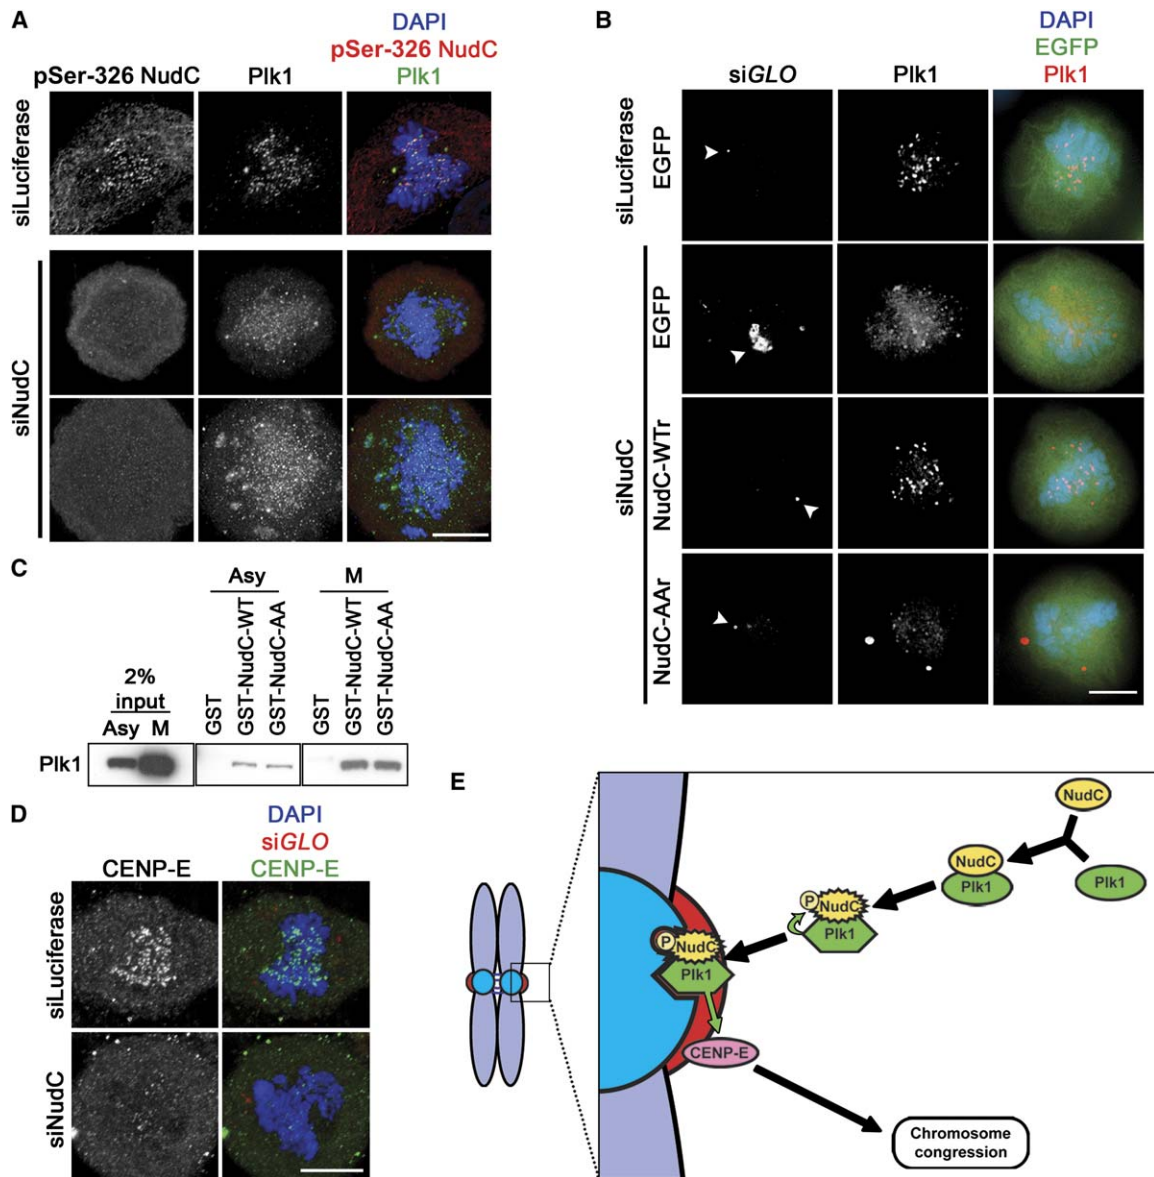 A
DAPI
pSer-326 NudC
pSer-326 NudC Plk1 Plk1
siLuciferase
siNudC
B
DAPI
EGFP
siGLO Plk1 Plk1
siLuciferase
EGFP
siNudC
EGFP
NudC-WTr
NudC-AAr
C
Asy M
2%
input
Asy M
GST
GST-NudC-WT
GST-NudC-AA
GST
GST-NudC-WT
GST-NudC-AA
Plk1
D
DAPI
siGLO
CENP-E CENP-E
siLuciferase
siNudC
E
NudC
NudC
Plk1
Plk1
P
NudC
Plk1
P
NudC
Plk1
CENP-E
Chromosome
congression